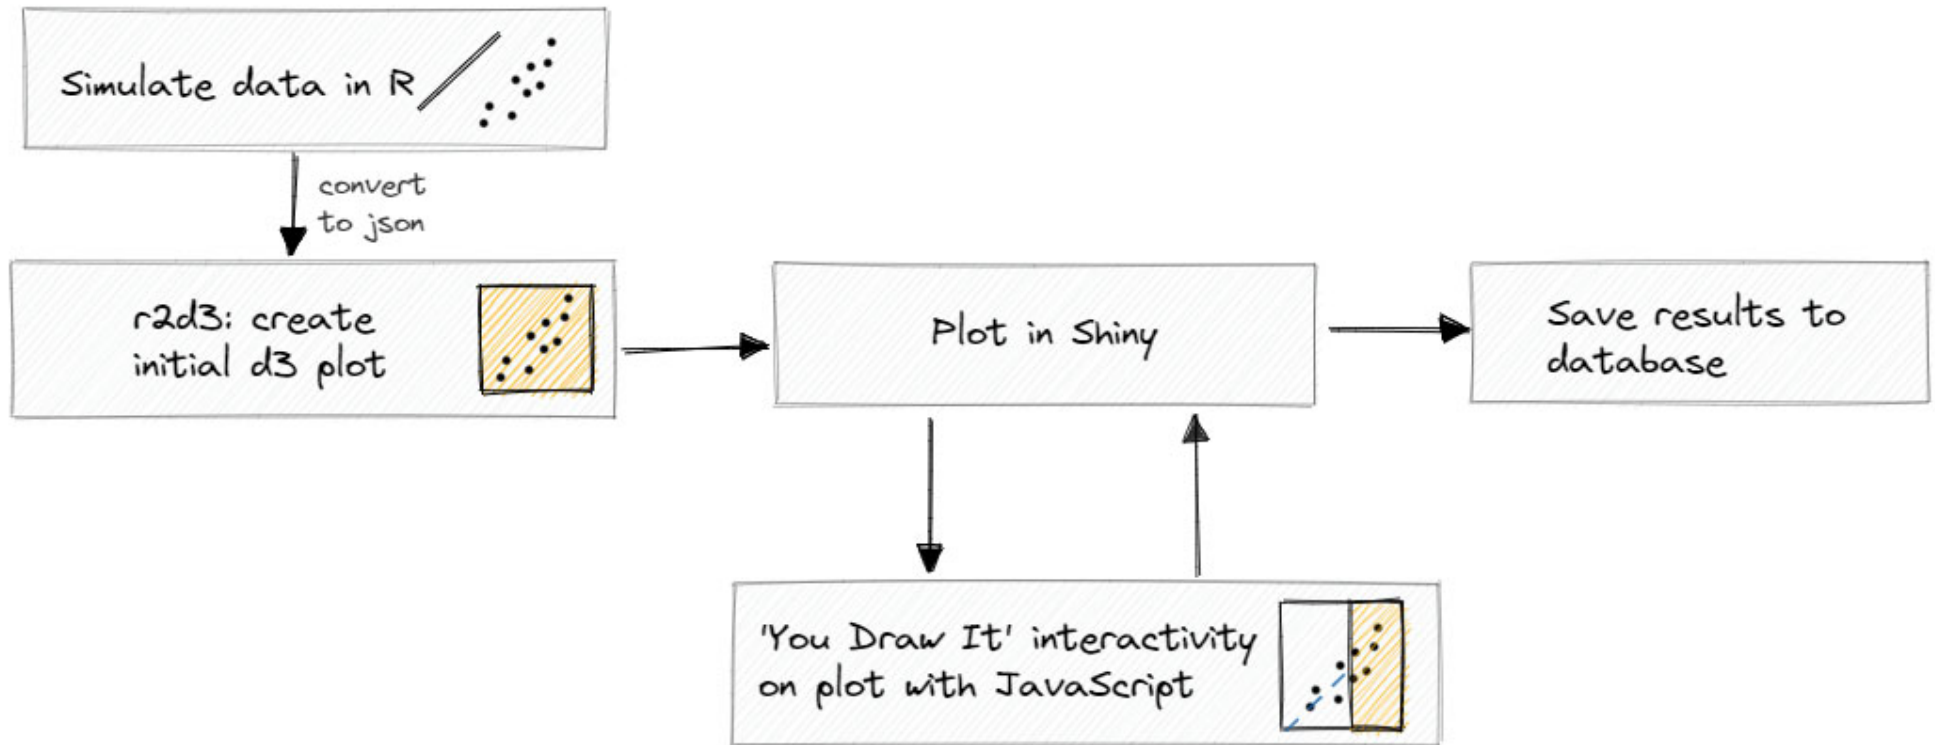 Simulate data in R
convert
to json
r2d3: create
initial d3 plot
Plot in Shiny
Save results to
database
'You Draw It' interactivity
on plot with JavaScript